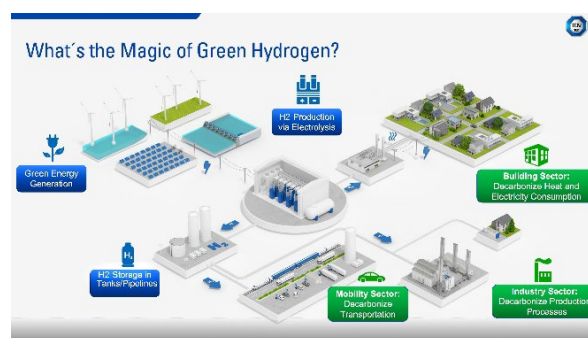 What´s the Magic of Green Hydrogen?
H2 Production
via Electrolysis
Green Energy
Generation
Building Sector:
Decarbonize Heat and
Electricity Consumption
H2
H2 Storage in
Tanks/Pipelines
Mobility Sector:
Decarbonize
Transportation
Industry Sector:
Decarbonize Production
Processes